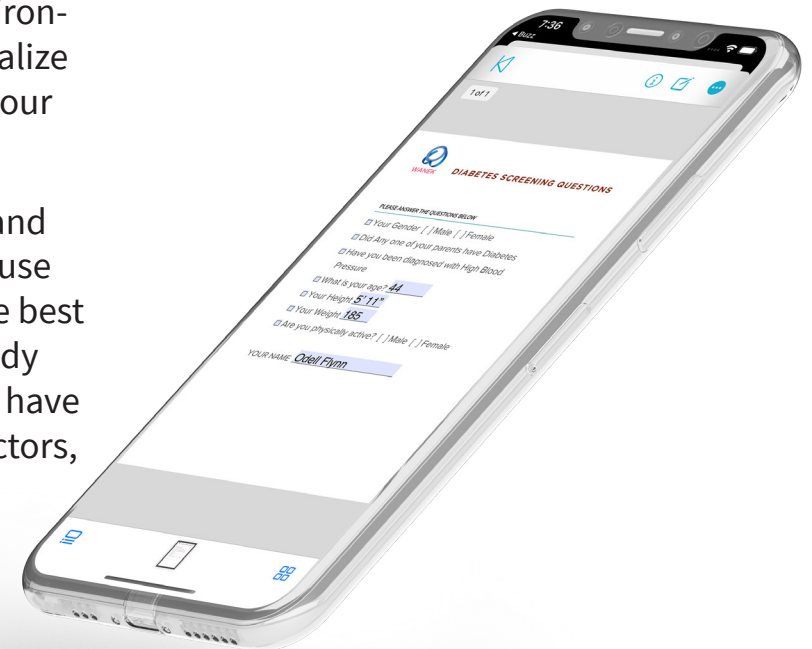 iron-
alize
our
and
use
e best
dy
have
ctors,
7:36
Buzz
1 of 1
WANEK
DIABETES SCREENING QUESTIONS
PLEASE ANSWER THE QUESTIONS BELOW
Your Gender [ ]Male [ ]Female
Did Any one of your parents have Diabetes
Have you been diagnosed with High Blood
Pressure
What is your age? 44
Your Height 5' 11"
Your Weight 185
Are you physically active? [ ]Male [ ]Female
YOUR NAME Odell Flynn